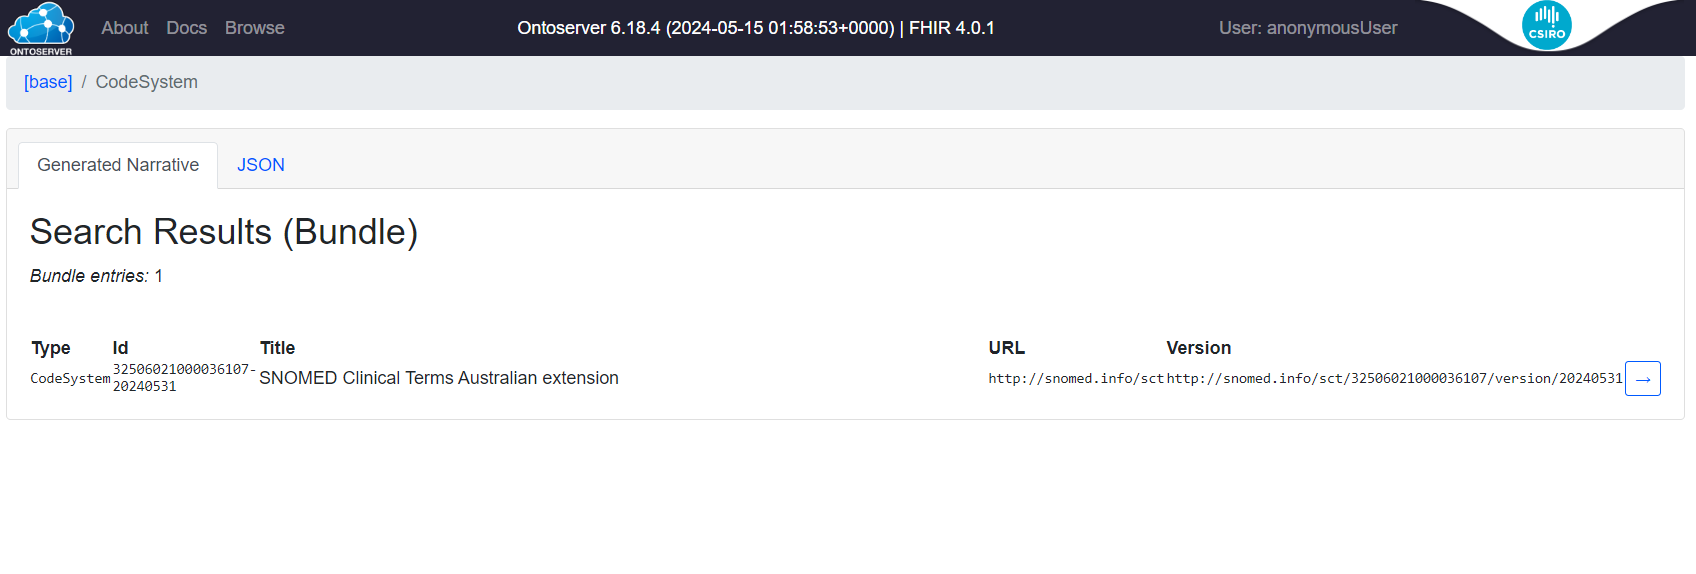 ONTOSERVER
About Docs Browse
Ontoserver 6.18.4 (2024-05-15 01:58:53+0000) | FHIR 4.0.1
User: anonymousUser
CSIRO
[base] / CodeSystem
Generated Narrative JSON
Search Results (Bundle)
Bundle entries: 1
Type Id Title URL Version
CodeSystem 32506021000036107-
20240531
SNOMED Clinical Terms Australian extension http://snomed.info/sct http://snomed.info/sct/32506021000036107/version/20240531 →